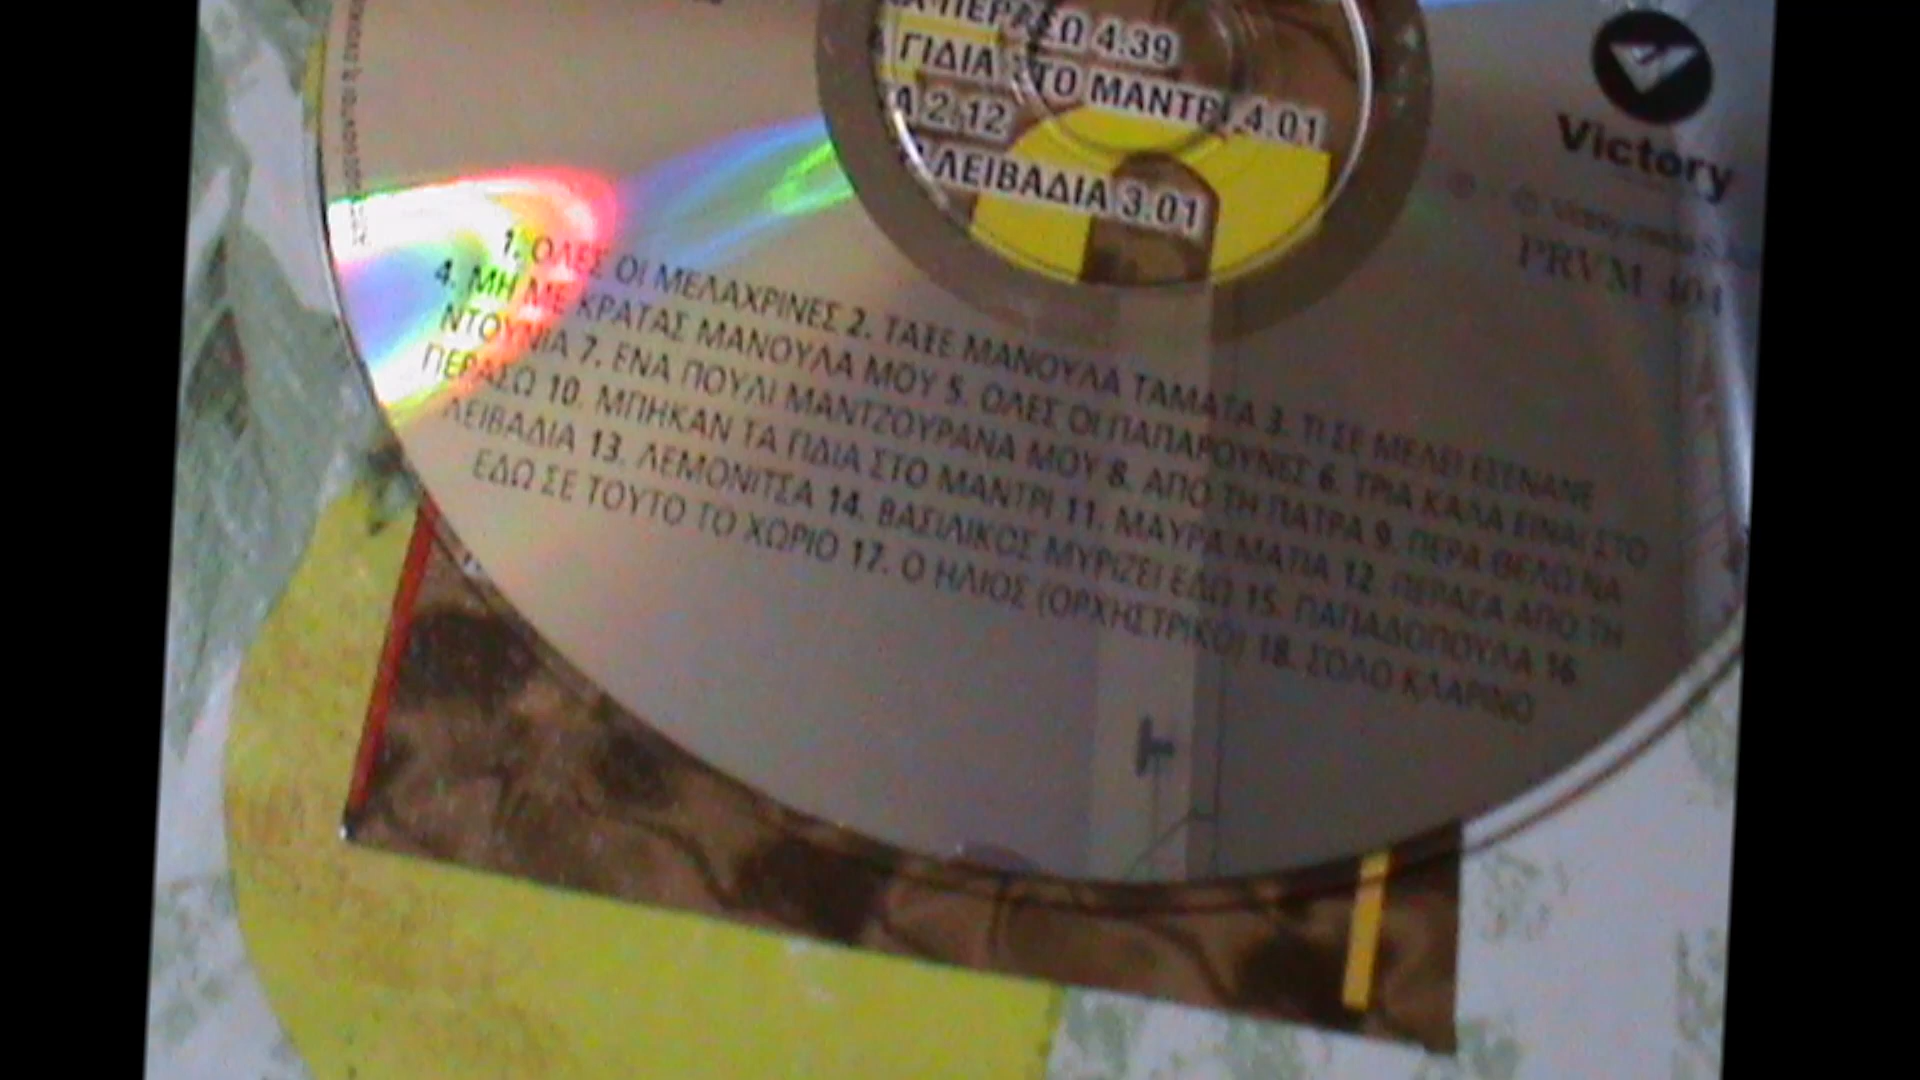 ΠΕΡΑΣΩ 4.39
ΓΙΔΙΑ ΣΤΟ ΜΑΝΤΡΙ 4.01
Α 2.12
ΛΕΙΒΑΔΙΑ 3.01
Victory
PRVM 404
1. ΟΛΕΣ ΟΙ ΜΕΛΑΧΡΙΝΕΣ 2. ΤΑΞΕ ΜΑΝΟΥΛΑ ΤΑΜΑΤΑ 3. ΤΙ ΣΕ ΜΕΛΕΙ ΕΣΕΝΑΝΕ
4. ΜΗ ΜΕ ΚΡΑΤΑΣ ΜΑΝΟΥΛΑ ΜΟΥ 5. ΟΛΕΣ ΟΙ ΠΑΠΑΡΟΥΝΕΣ 6. ΤΡΙΑ ΚΑΛΑ ΕΙΝΑΙ ΣΤΟ
ΝΤΟΥΝΙΑ 7. ΕΝΑ ΠΟΥΛΙ ΜΑΝΤΖΟΥΡΑΝΑ ΜΟΥ 8. ΑΠΟ ΤΗ ΠΑΤΡΑ 9. ΠΕΡΑ ΘΕΛΩ ΝΑ
ΠΕΡΑΣΩ 10. ΜΠΗΚΑΝ ΤΑ ΓΙΔΙΑ ΣΤΟ ΜΑΝΤΡΙ 11. ΜΑΥΡΑ ΜΑΤΙΑ 12. ΠΕΡΑΣΑ ΑΠΟ ΤΗ
ΛΕΙΒΑΔΙΑ 13. ΛΕΜΟΝΙΤΣΑ 14. ΒΑΣΙΛΙΚΟΣ ΜΥΡΙΖΕΙ ΕΔΩ 15. ΠΑΠΑΔΟΠΟΥΛΑ 16.
ΕΔΩ ΣΕ ΤΟΥΤΟ ΤΟ ΧΩΡΙΟ 17. Ο ΗΛΙΟΣ (ΟΡΧΗΣΤΡΙΚΟ) 18. ΣΟΛΟ ΚΛΑΡΙΝΟ